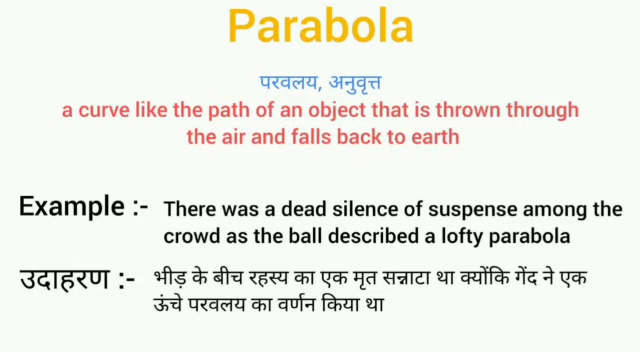 Parabola
परवलय, अनुवृत्त
a curve like the path of an object that is thrown through
the air and falls back to earth
Example :- There was a dead silence of suspense among the
crowd as the ball described a lofty parabola
उदाहरण :- भीड़ के बीच रहस्य का एक मृत सन्नाटा था क्योंकि गेंद ने एक
ऊंचे परवलय का वर्णन किया था